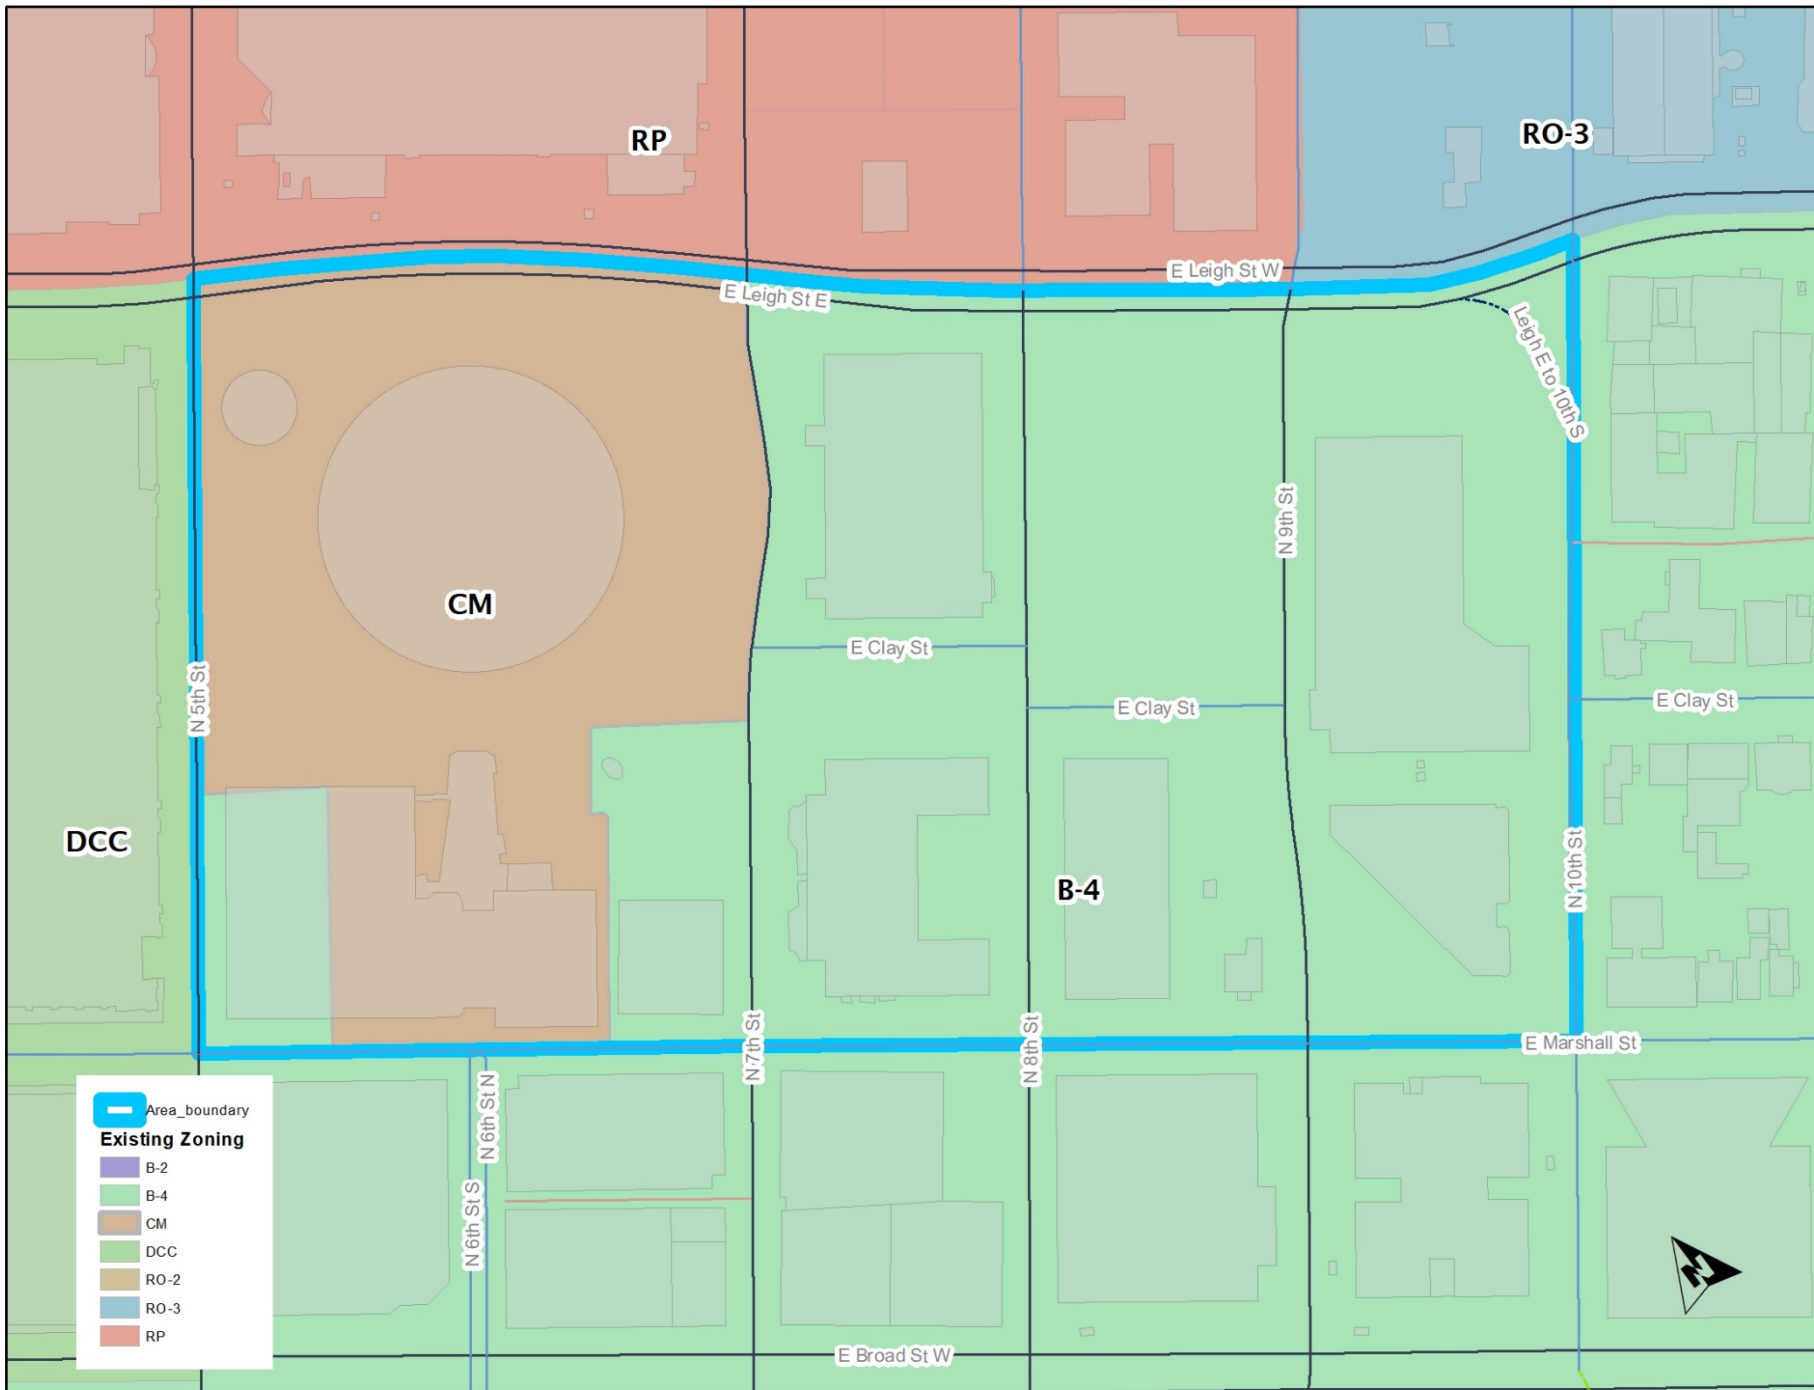 RP
RO-3
E Leigh St W
E Leigh St E
Leigh E to 10th S
N 9th St
CM
E Clay St
N 5th St
E Clay St
E Clay St
DCC
B-4
N 10th St
N 7th St
N 8th St
E Marshall St
N 6th St N
N 6th St S
Area_boundary
Existing Zoning
B-2
B-4
CM
DCC
RO-2
RO-3
RP
E Broad St W
N